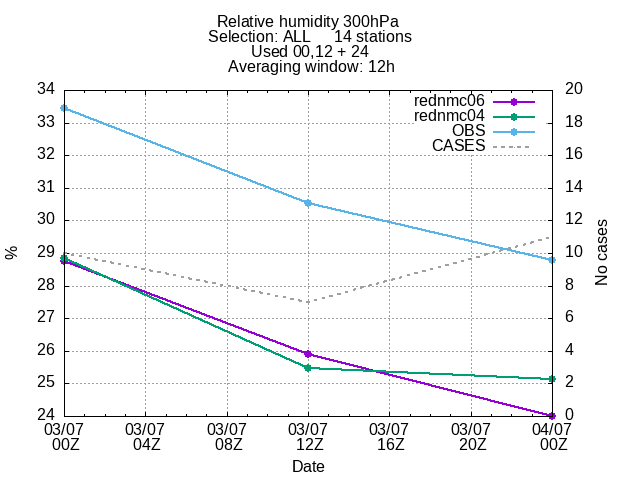 Relative humidity 300hPa
Selection: ALL 14 stations
Used 00,12 + 24
Averaging window: 12h
rednmc06
rednmc04
OBS
CASES
34
33
32
31
30
29
28
27
26
25
24
%
20
18
16
14
12
10
8
6
4
2
0
No cases
03/07 03/07 03/07 03/07 03/07 03/07 04/07
00Z 04Z 08Z 12Z 16Z 20Z 00Z
Date